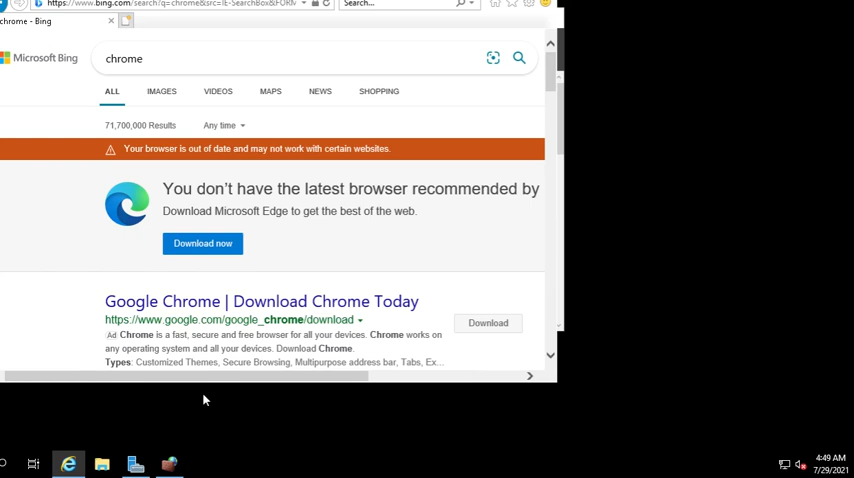 https://www.bing.com/search?q=chrome&src=IE-SearchBox&FORM
Search...
chrome - Bing
Microsoft Bing
chrome
ALL IMAGES VIDEOS MAPS NEWS SHOPPING
71,700,000 Results Any time
Your browser is out of date and may not work with certain websites.
You don't have the latest browser recommended by
Download Microsoft Edge to get the best of the web.
Download now
Google Chrome | Download Chrome Today
https://www.google.com/google_chrome/download
Download
Ad Chrome is a fast, secure and free browser for all your devices. Chrome works on
any operating system and all your devices. Download Chrome.
Types: Customized Themes, Secure Browsing, Multipurpose address bar, Tabs, Ex...
4:49 AM
7/29/2021